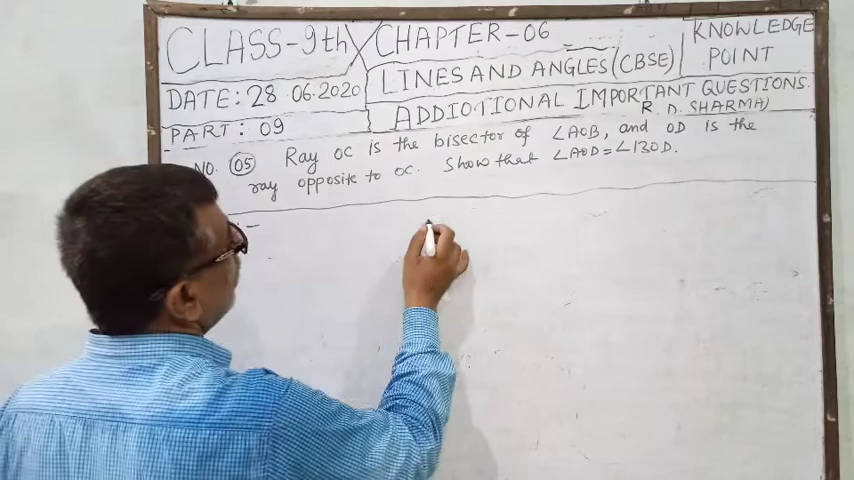 CLASS-9th
CHAPTER-06
KNOWLEDGE
POINT
LINES AND ANGLES (CBSE)
DATE: 28.06.2020
ADDIOTIONAL IMPORTANT QUESTIONS.
R.D. SHARMA)
PART: 09
NO. 05 Ray OC is the bisector of ∠AOB, and OD is the
ray opposite to OC. Show that ∠AOD=∠BOD.